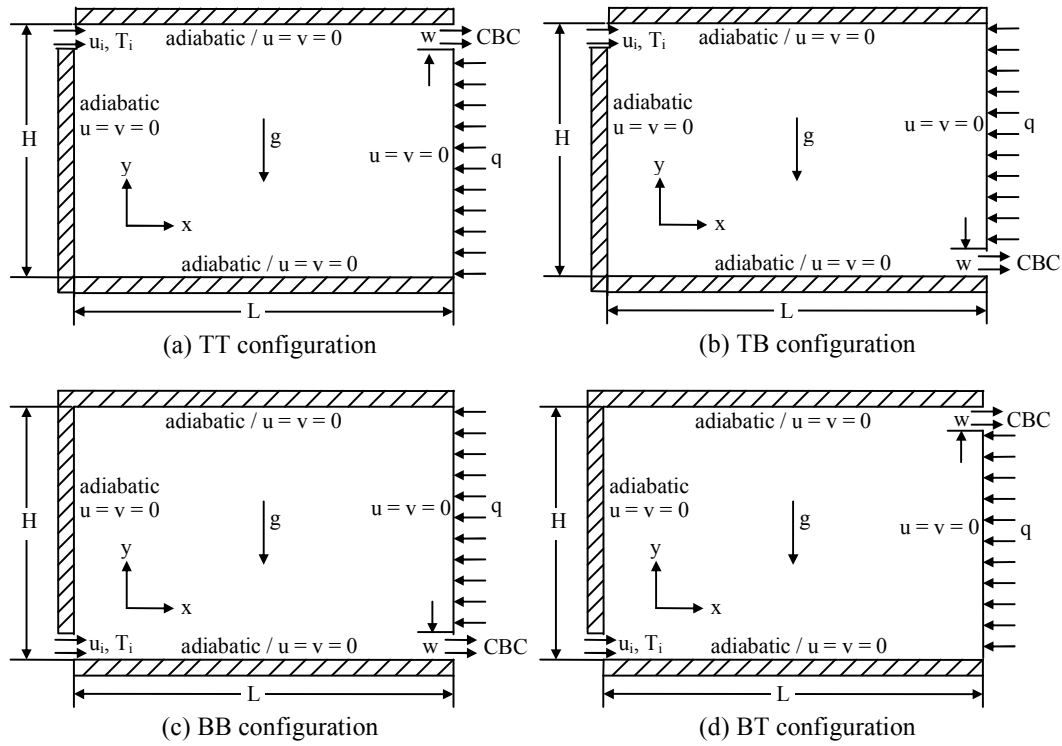 uᵢ, Tᵢ
adiabatic / u = v = 0
w
CBC
adiabatic
u = v = 0
H
g
u = v = 0
q
y
x
adiabatic / u = v = 0
L
(a) TT configuration
uᵢ, Tᵢ
adiabatic / u = v = 0
adiabatic
u = v = 0
H
g
u = v = 0
q
y
x
adiabatic / u = v = 0
w
CBC
L
(b) TB configuration
adiabatic / u = v = 0
adiabatic
u = v = 0
H
g
u = v = 0
q
y
x
uᵢ, Tᵢ
adiabatic / u = v = 0
w
CBC
L
(c) BB configuration
adiabatic / u = v = 0
w
CBC
adiabatic
u = v = 0
H
g
u = v = 0
q
y
x
uᵢ, Tᵢ
adiabatic / u = v = 0
L
(d) BT configuration